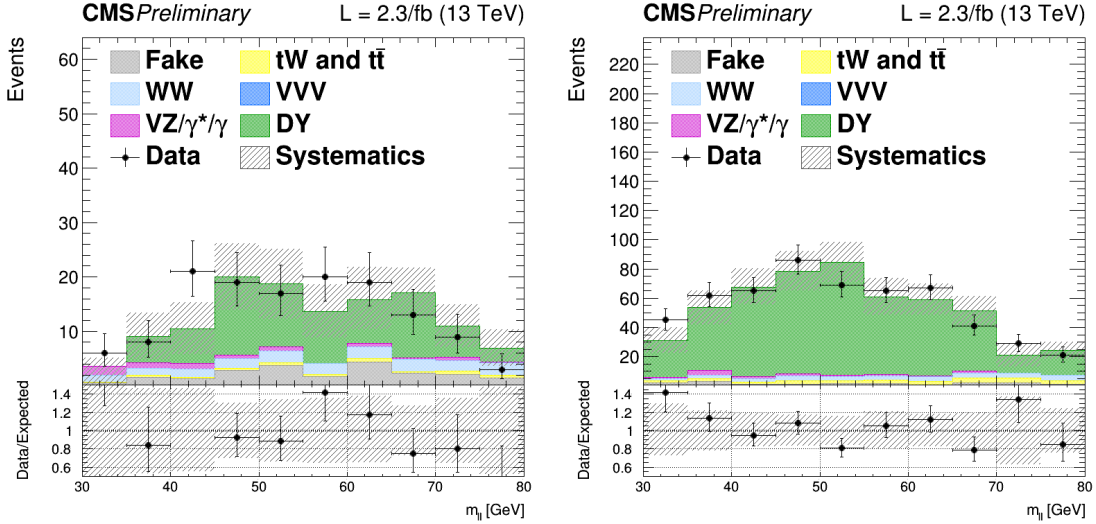 CMS Preliminary L = 2.3/fb (13 TeV)
Events
60
50
40
30
20
10
Fake
tW and tt̄
WW
VVV
VZ/γ*/γ
DY
Data
Systematics
Data/Expected
1.4
1.2
1
0.8
0.6
30 40 50 60 70 80
m_ll [GeV]
CMS Preliminary L = 2.3/fb (13 TeV)
Events
220
200
180
160
140
120
100
80
60
40
20
Fake
tW and tt̄
WW
VVV
VZ/γ*/γ
DY
Data
Systematics
Data/Expected
1.4
1.2
1
0.8
0.6
30 40 50 60 70 80
m_ll [GeV]